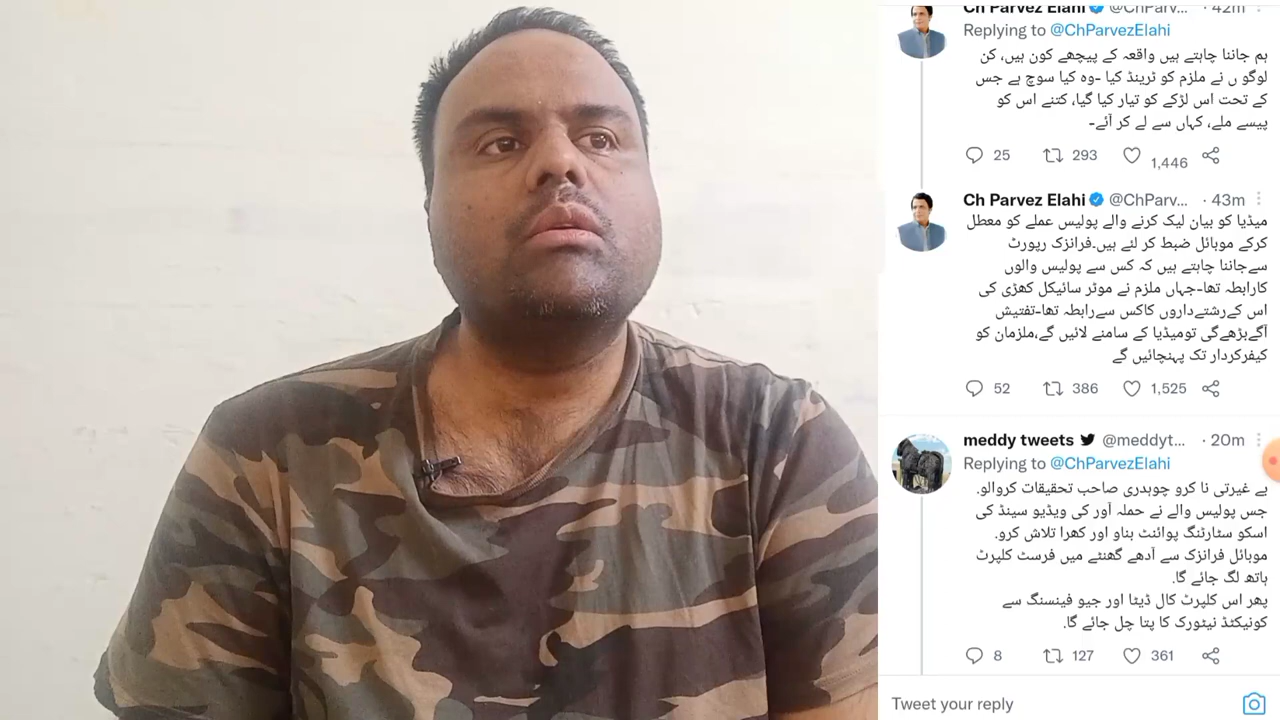 Ch Parvez Elahi @ChParv... · 42m
Replying to @ChParvezElahi
ہم جاننا چاہتے ہیں واقعہ کے پیچھے کون ہیں، کن
لوگو ں نے ملزم کو ٹرینڈ کیا -وہ کیا سوچ ہے جس
کے تحت اس لڑکے کو تیار کیا گیا، کتنے اس کو
پیسے ملے، کہاں سے لے کر آئے-
25 293 1,446
Ch Parvez Elahi @ChParv... · 43m
میڈیا کو بیان لیک کرنے والے پولیس عملے کو معطل
کرکے موبائل ضبط کر لئے ہیں۔فرانزک رپورٹ
سےجاننا چاہتے ہیں کہ کس سے پولیس والوں
کارابطہ تھا-جہاں ملزم نے موٹر سائیکل کھڑی کی
اس کےرشتےداروں کاکس سےرابطہ تھا-تفتیش
آگےبڑھےگی تومیڈیا کے سامنے لائیں گے،ملزمان کو
کیفرکردار تک پہنچائیں گے
52 386 1,525
meddy tweets @meddyt... · 20m
Replying to @ChParvezElahi
بے غیرتی نا کرو چوہدری صاحب تحقیقات کروالو.
جس پولیس والے نے حملہ آور کی ویڈیو سینڈ کی
اسکو سٹارٹنگ پوائنٹ بناو اور کھرا تلاش کرو.
موبائل فرانزک سے آدھے گھنٹے میں فرسٹ کلپرٹ
ہاتھ لگ جائے گا.
پھر اس کلپرٹ کال ڈیٹا اور جیو فینسنگ سے
کونیکٹڈ نیٹورک کا پتا چل جائے گا.
8 127 361
Tweet your reply